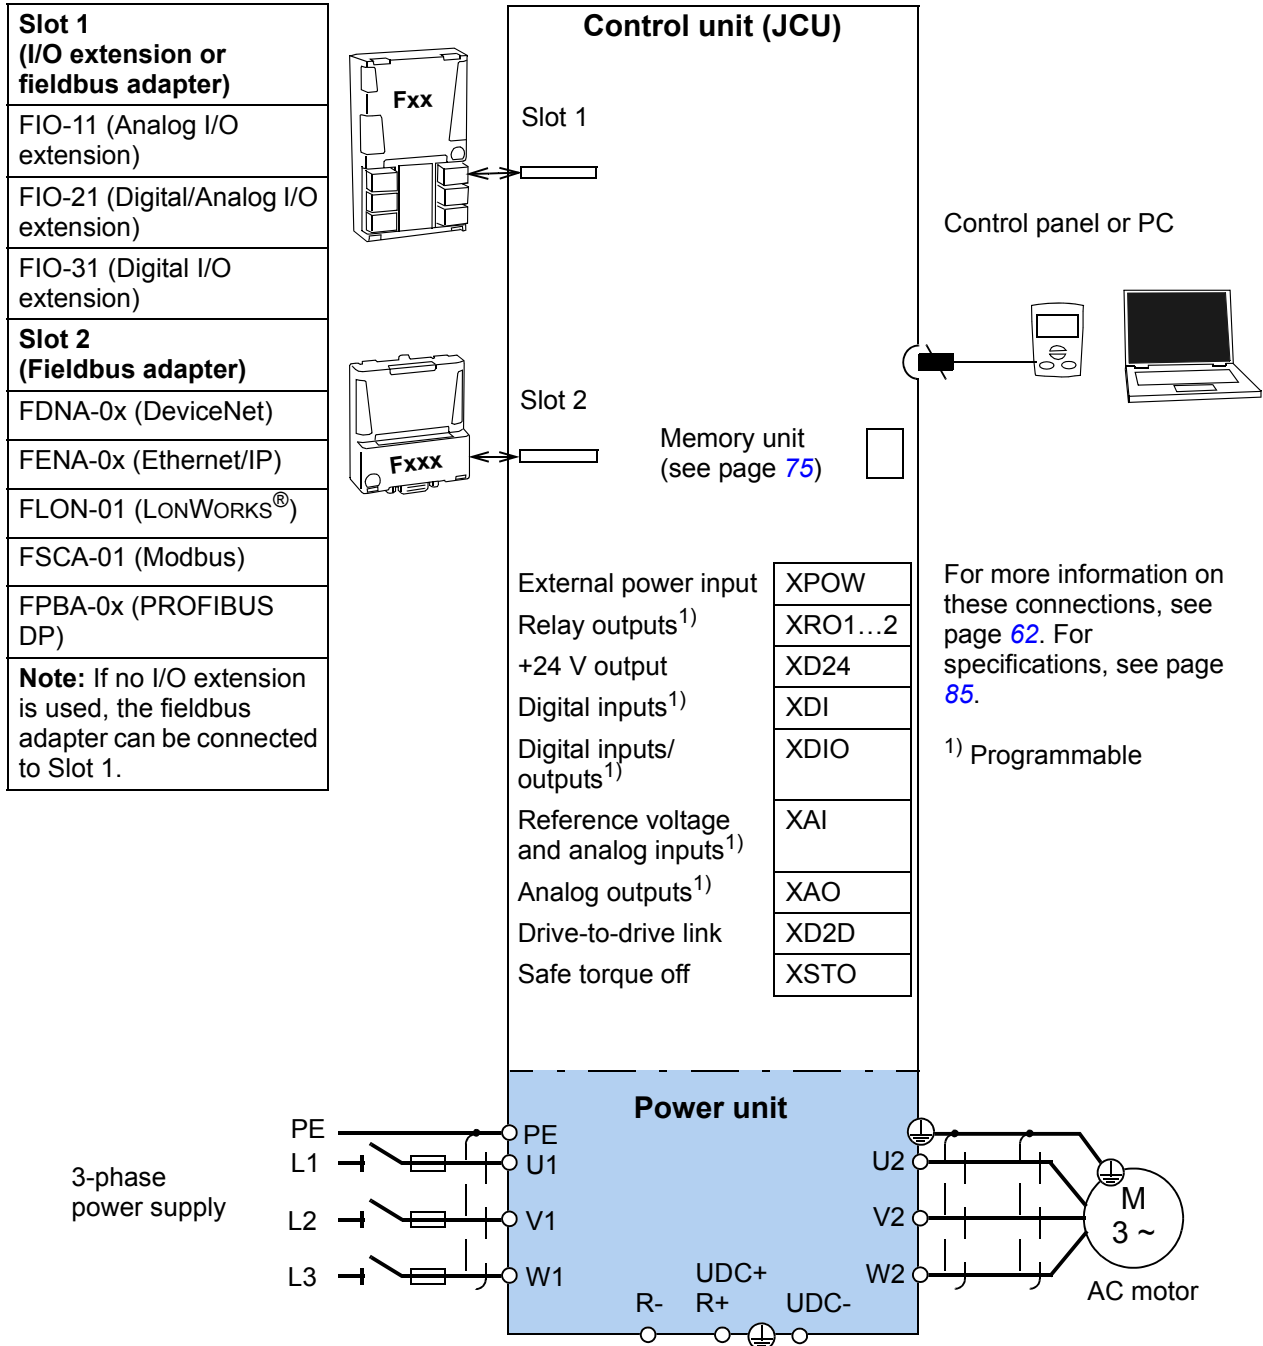 Slot 1
(I/O extension or
fieldbus adapter)
FIO-11 (Analog I/O
extension)
FIO-21 (Digital/Analog I/O
extension)
FIO-31 (Digital I/O
extension)
Slot 2
(Fieldbus adapter)
FDNA-0x (DeviceNet)
FENA-0x (Ethernet/IP)
FLON-01 (LONWORKS®)
FSCA-01 (Modbus)
FPBA-0x (PROFIBUS
DP)
Note: If no I/O extension
is used, the fieldbus
adapter can be connected
to Slot 1.
Fxx
Fxxx
Control unit (JCU)
Slot 1
Slot 2
Memory unit
(see page 75)
Control panel or PC
External power input XPOW
Relay outputs1) XRO1…2
+24 V output XD24
Digital inputs1) XDI
Digital inputs/
outputs1) XDIO
Reference voltage
and analog inputs1) XAI
Analog outputs1) XAO
Drive-to-drive link XD2D
Safe torque off XSTO
For more information on
these connections, see
page 62. For
specifications, see page
85.
1) Programmable
Power unit
3-phase
power supply
PE
L1
L2
L3
PE
U1
V1
W1
R-
UDC+
R+
UDC-
U2
V2
W2
M
3 ~
AC motor